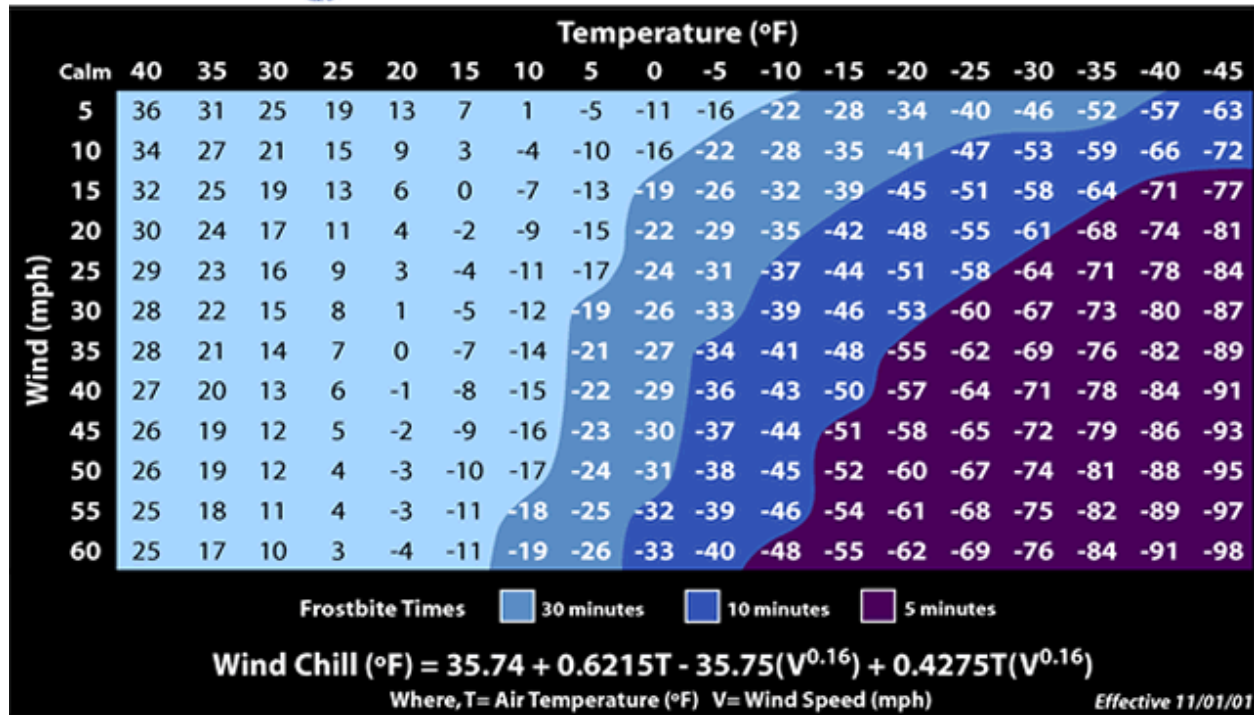 Temperature (ºF)
Calm 40 35 30 25 20 15 10 5 0 -5 -10 -15 -20 -25 -30 -35 -40 -45
5 36 31 25 19 13 7 1 -5 -11 -16 -22 -28 -34 -40 -46 -52 -57 -63
10 34 27 21 15 9 3 -4 -10 -16 -22 -28 -35 -41 -47 -53 -59 -66 -72
15 32 25 19 13 6 0 -7 -13 -19 -26 -32 -39 -45 -51 -58 -64 -71 -77
20 30 24 17 11 4 -2 -9 -15 -22 -29 -35 -42 -48 -55 -61 -68 -74 -81
25 29 23 16 9 3 -4 -11 -17 -24 -31 -37 -44 -51 -58 -64 -71 -78 -84
30 28 22 15 8 1 -5 -12 -19 -26 -33 -39 -46 -53 -60 -67 -73 -80 -87
35 28 21 14 7 0 -7 -14 -21 -27 -34 -41 -48 -55 -62 -69 -76 -82 -89
40 27 20 13 6 -1 -8 -15 -22 -29 -36 -43 -50 -57 -64 -71 -78 -84 -91
45 26 19 12 5 -2 -9 -16 -23 -30 -37 -44 -51 -58 -65 -72 -79 -86 -93
50 26 19 12 4 -3 -10 -17 -24 -31 -38 -45 -52 -60 -67 -74 -81 -88 -95
55 25 18 11 4 -3 -11 -18 -25 -32 -39 -46 -54 -61 -68 -75 -82 -89 -97
60 25 17 10 3 -4 -11 -19 -26 -33 -40 -48 -55 -62 -69 -76 -84 -91 -98
Wind (mph)
Frostbite Times 30 minutes 10 minutes 5 minutes
Wind Chill (ºF) = 35.74 + 0.6215T - 35.75(V^0.16) + 0.4275T(V^0.16)
Where, T= Air Temperature (ºF) V= Wind Speed (mph) Effective 11/01/01